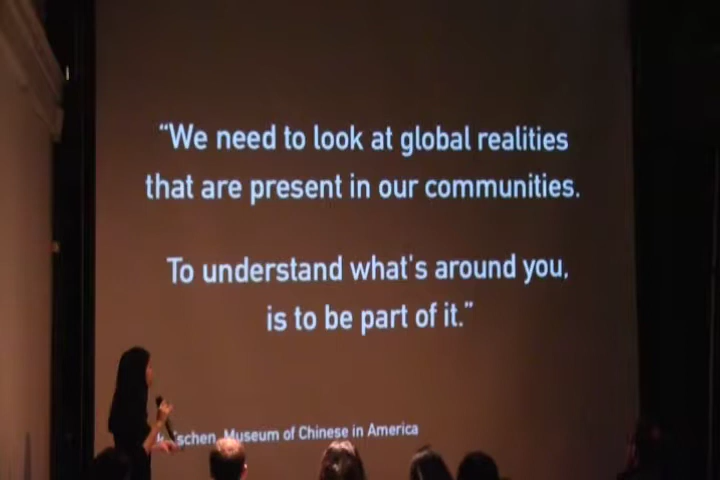 “We need to look at global realities
that are present in our communities.
To understand what's around you,
is to be part of it.”
Museum of Chinese in America